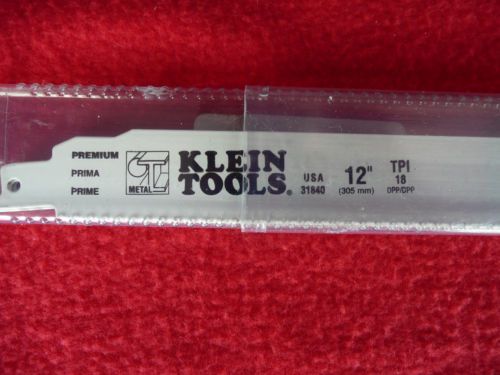 PREMIUM
PRIMA
PRIME
METAL
KLEIN
TOOLS®
USA
31840
12"
(305 mm)
TPI
18
DPP/DPP